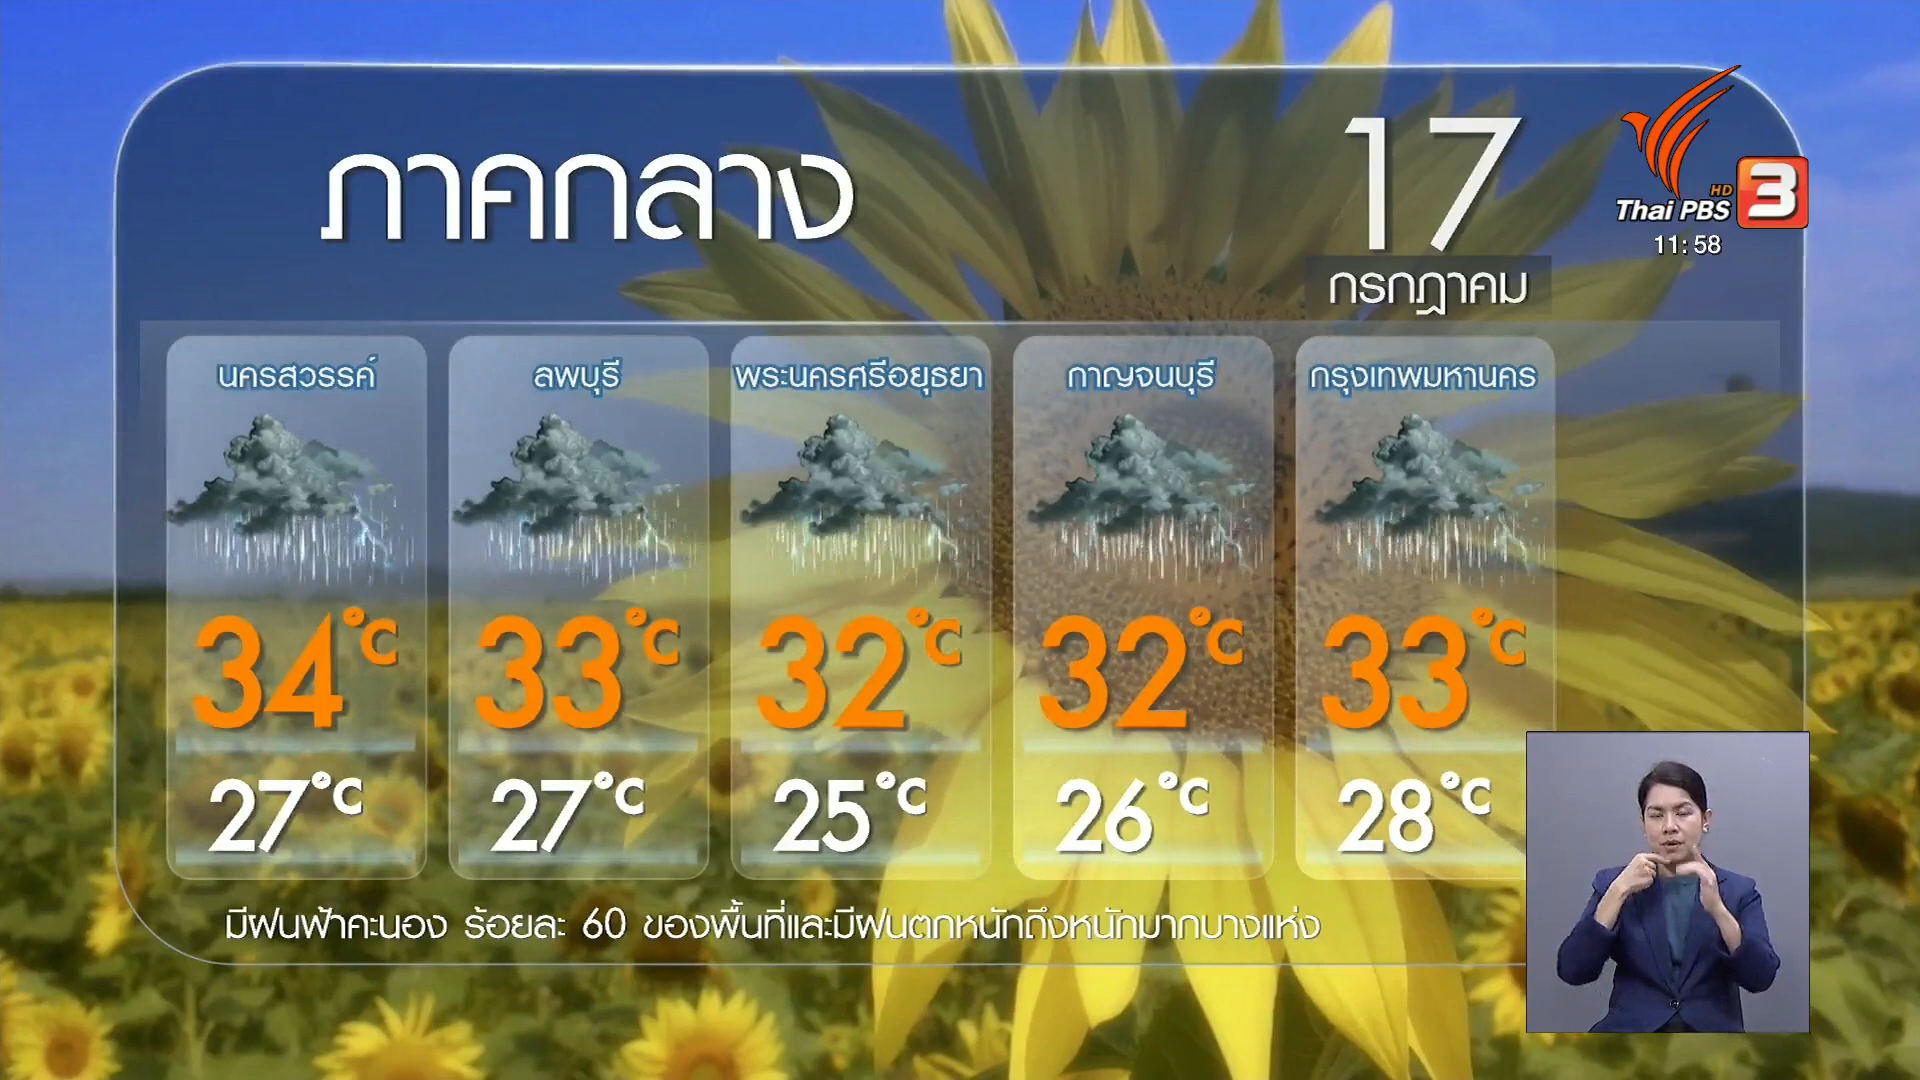 ภาคกลาง
17
กรกฎาคม
HD
Thai PBS 3
11:58
นครสวรรค์ ลพบุรี พระนครศรีอยุธยา กาญจนบุรี กรุงเทพมหานคร
34°C 33°C 32°C 32°C 33°C
27°C 27°C 25°C 26°C 28°C
มีฝนฟ้าคะนอง ร้อยละ 60 ของพื้นที่และมีฝนตกหนักถึงหนักมากบางแห่ง